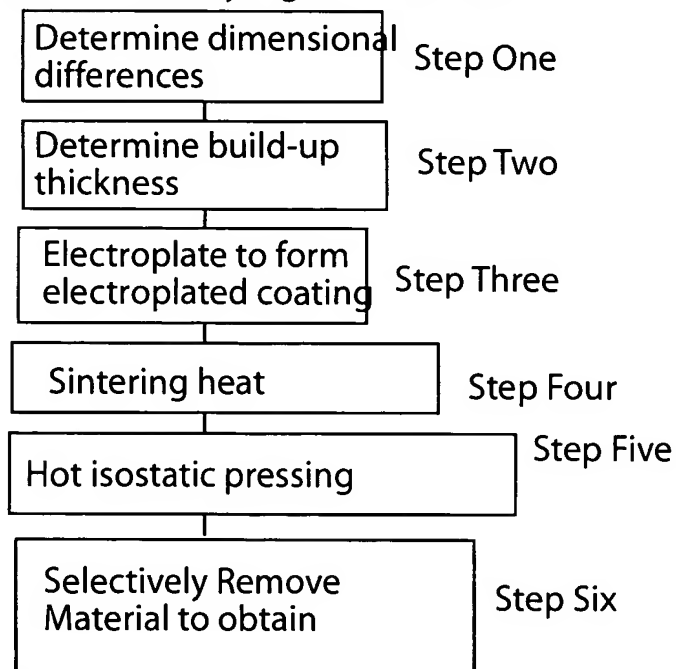 Determine dimensional
differences
Step One
Determine build-up
thickness
Step Two
Electroplate to form
electroplated coating
Step Three
Sintering heat
Step Four
Step Five
Hot isostatic pressing
Selectively Remove
Material to obtain
Step Six